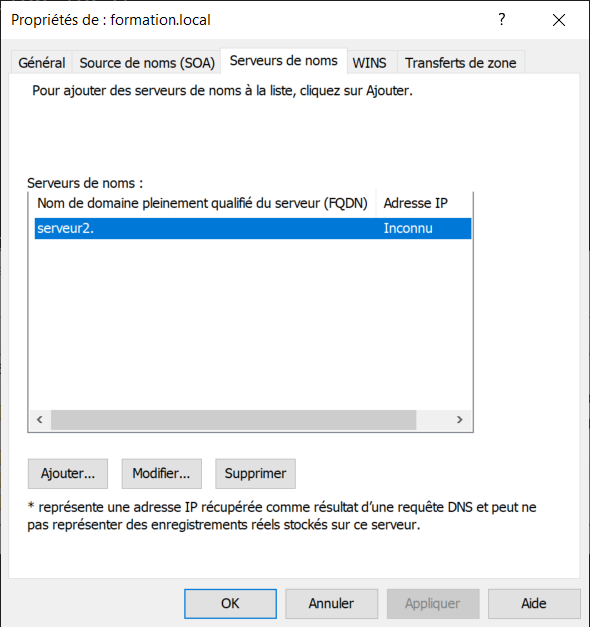 Propriétés de : formation.local
?
Général
Source de noms (SOA)
Serveurs de noms
WINS
Transferts de zone
Pour ajouter des serveurs de noms à la liste, cliquez sur Ajouter.
Serveurs de noms :
Nom de domaine pleinement qualifié du serveur (FQDN) Adresse IP
serveur2. Inconnu
Ajouter... Modifier... Supprimer
* représente une adresse IP récupérée comme résultat d'une requête DNS et peut ne
pas représenter des enregistrements réels stockés sur ce serveur.
OK Annuler Appliquer Aide